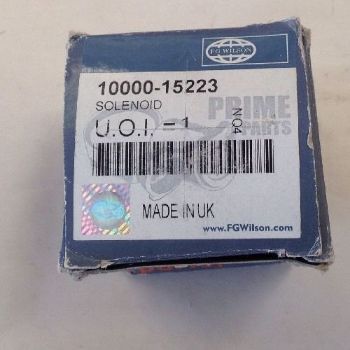 FG WILSON
10000-15223
SOLENOID
U.O.I. = 1
NO4
PRIME
PARTS
MADE IN UK
www.FGWilson.com